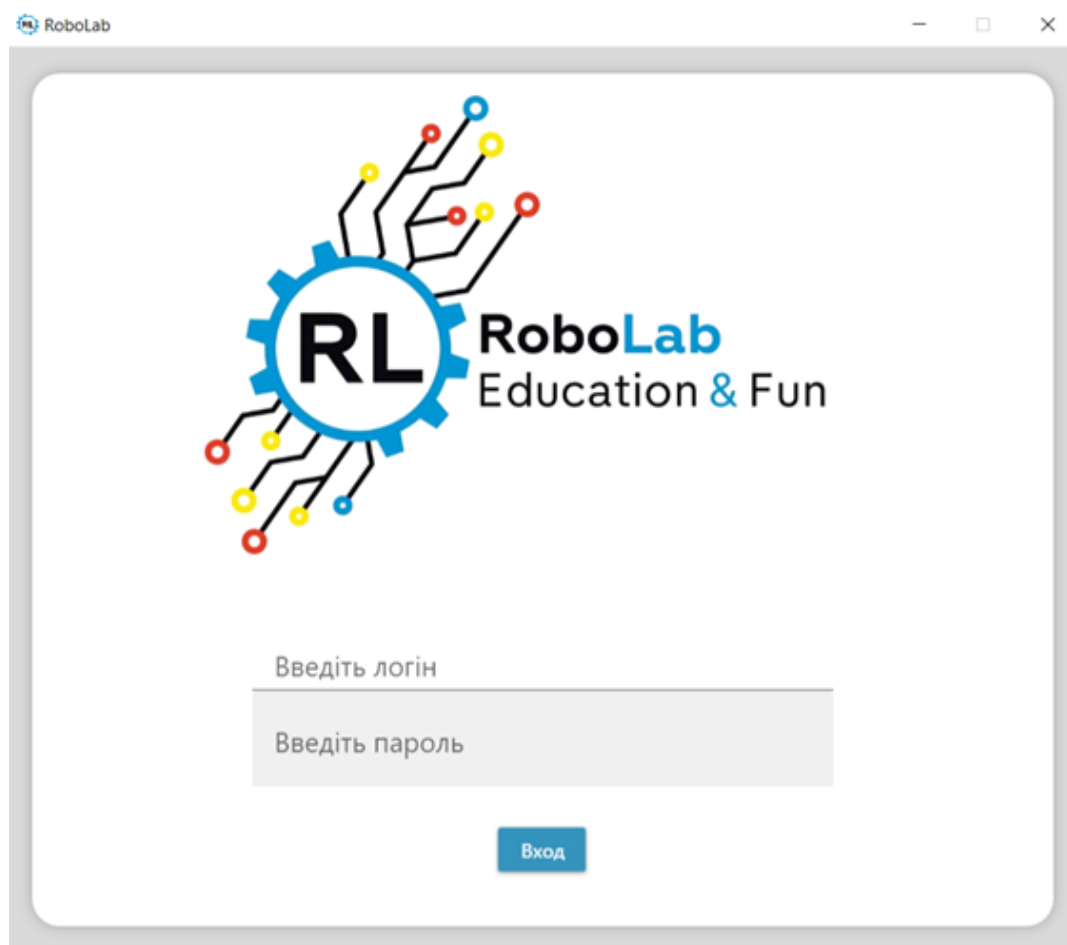 RoboLab
RL
RoboLab
Education & Fun
Введіть логін
Введіть пароль
Вход